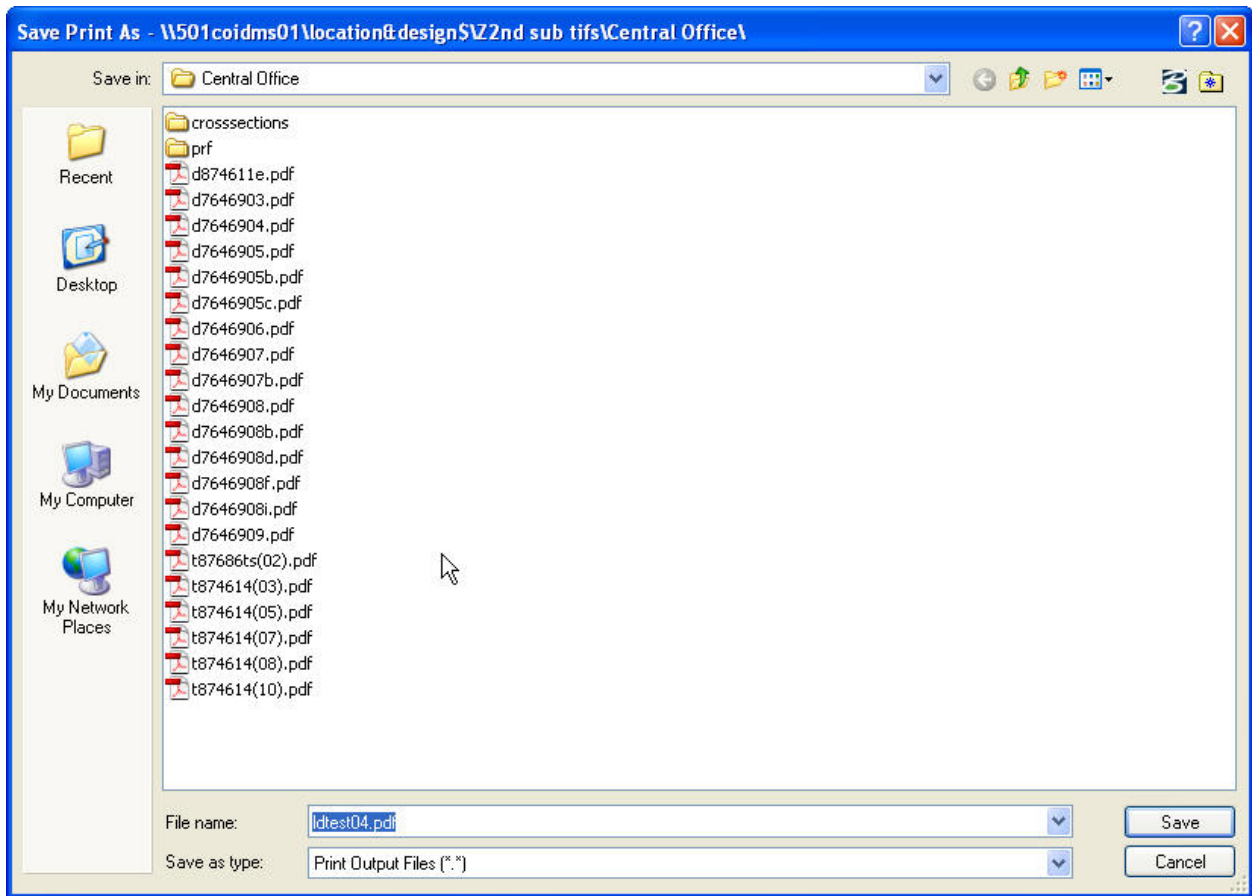 Save Print As - \\501coidms01\location&design$\Z2nd sub tifs\Central Office\
Save in: Central Office
Recent
Desktop
My Documents
My Computer
My Network
Places
crosssections
prf
d874611e.pdf
d7646903.pdf
d7646904.pdf
d7646905.pdf
d7646905b.pdf
d7646905c.pdf
d7646906.pdf
d7646907.pdf
d7646907b.pdf
d7646908.pdf
d7646908b.pdf
d7646908d.pdf
d7646908f.pdf
d7646908i.pdf
d7646909.pdf
t87686ts(02).pdf
t874614(03).pdf
t874614(05).pdf
t874614(07).pdf
t874614(08).pdf
t874614(10).pdf
File name: ldtest04.pdf Save
Save as type: Print Output Files (*.*) Cancel